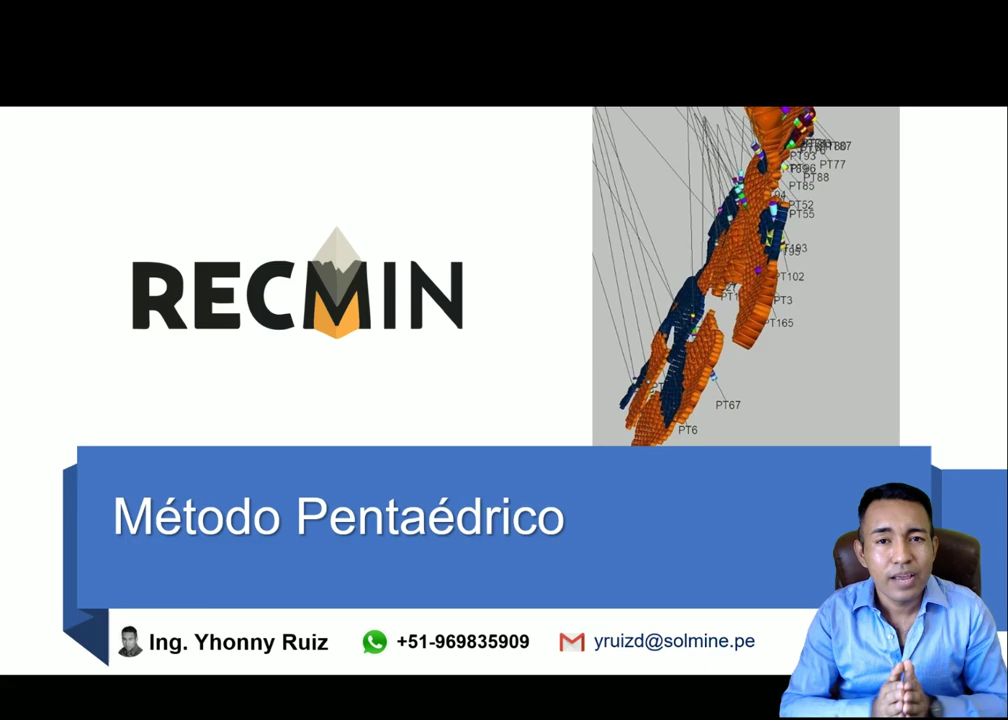 RECMIN
PT77
PT88
PT85
PT52
PT55
PT102
PT3
PT165
PT67
PT6
Método Pentaédrico
Ing. Yhonny Ruiz
+51-969835909
yruizd@solmine.pe